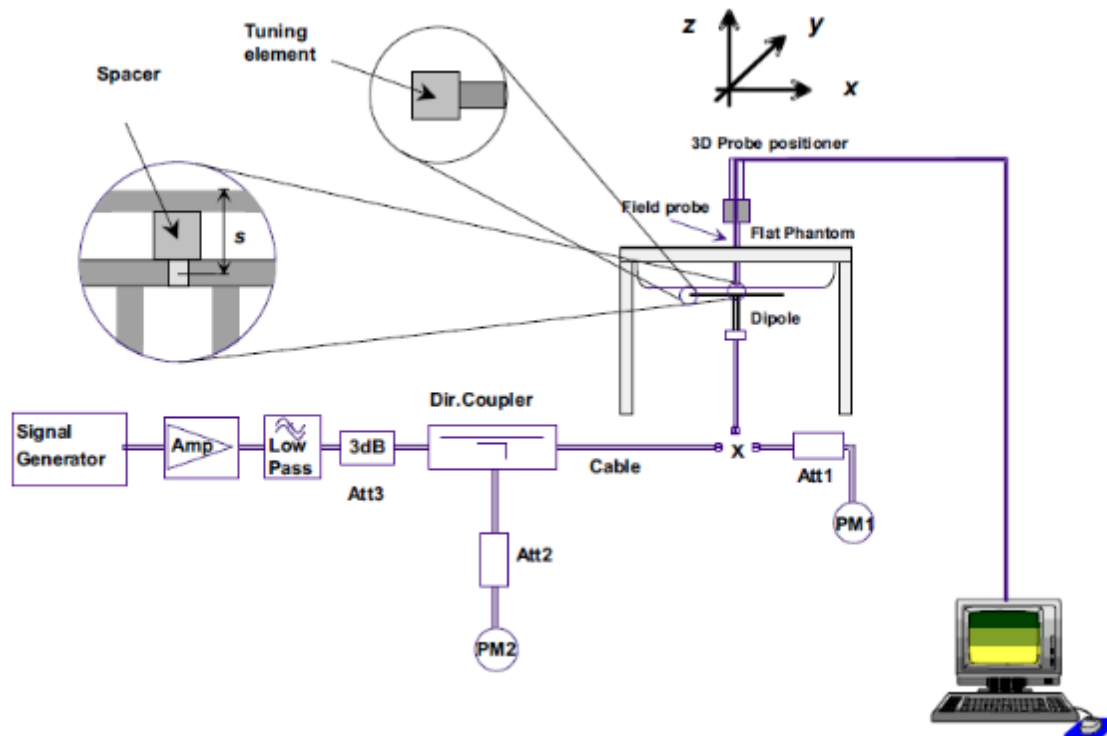 Tuning
element
Spacer
s
z
y
x
3D Probe positioner
Field probe
Flat Phantom
Dipole
Dir.Coupler
Signal
Generator
Amp
Low
Pass
3dB
Att3
Cable
X
Att1
PM1
Att2
PM2